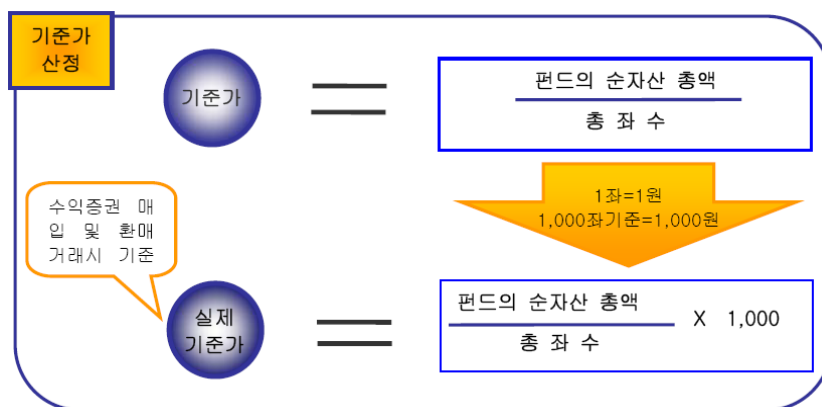 기준가
산정
기준가
펀드의 순자산 총액
총 좌 수
1좌=1원
1,000좌기준=1,000원
수익증권 매
입 및 환매
거래시 기준
실제
기준가
펀드의 순자산 총액
총 좌 수
X 1,000